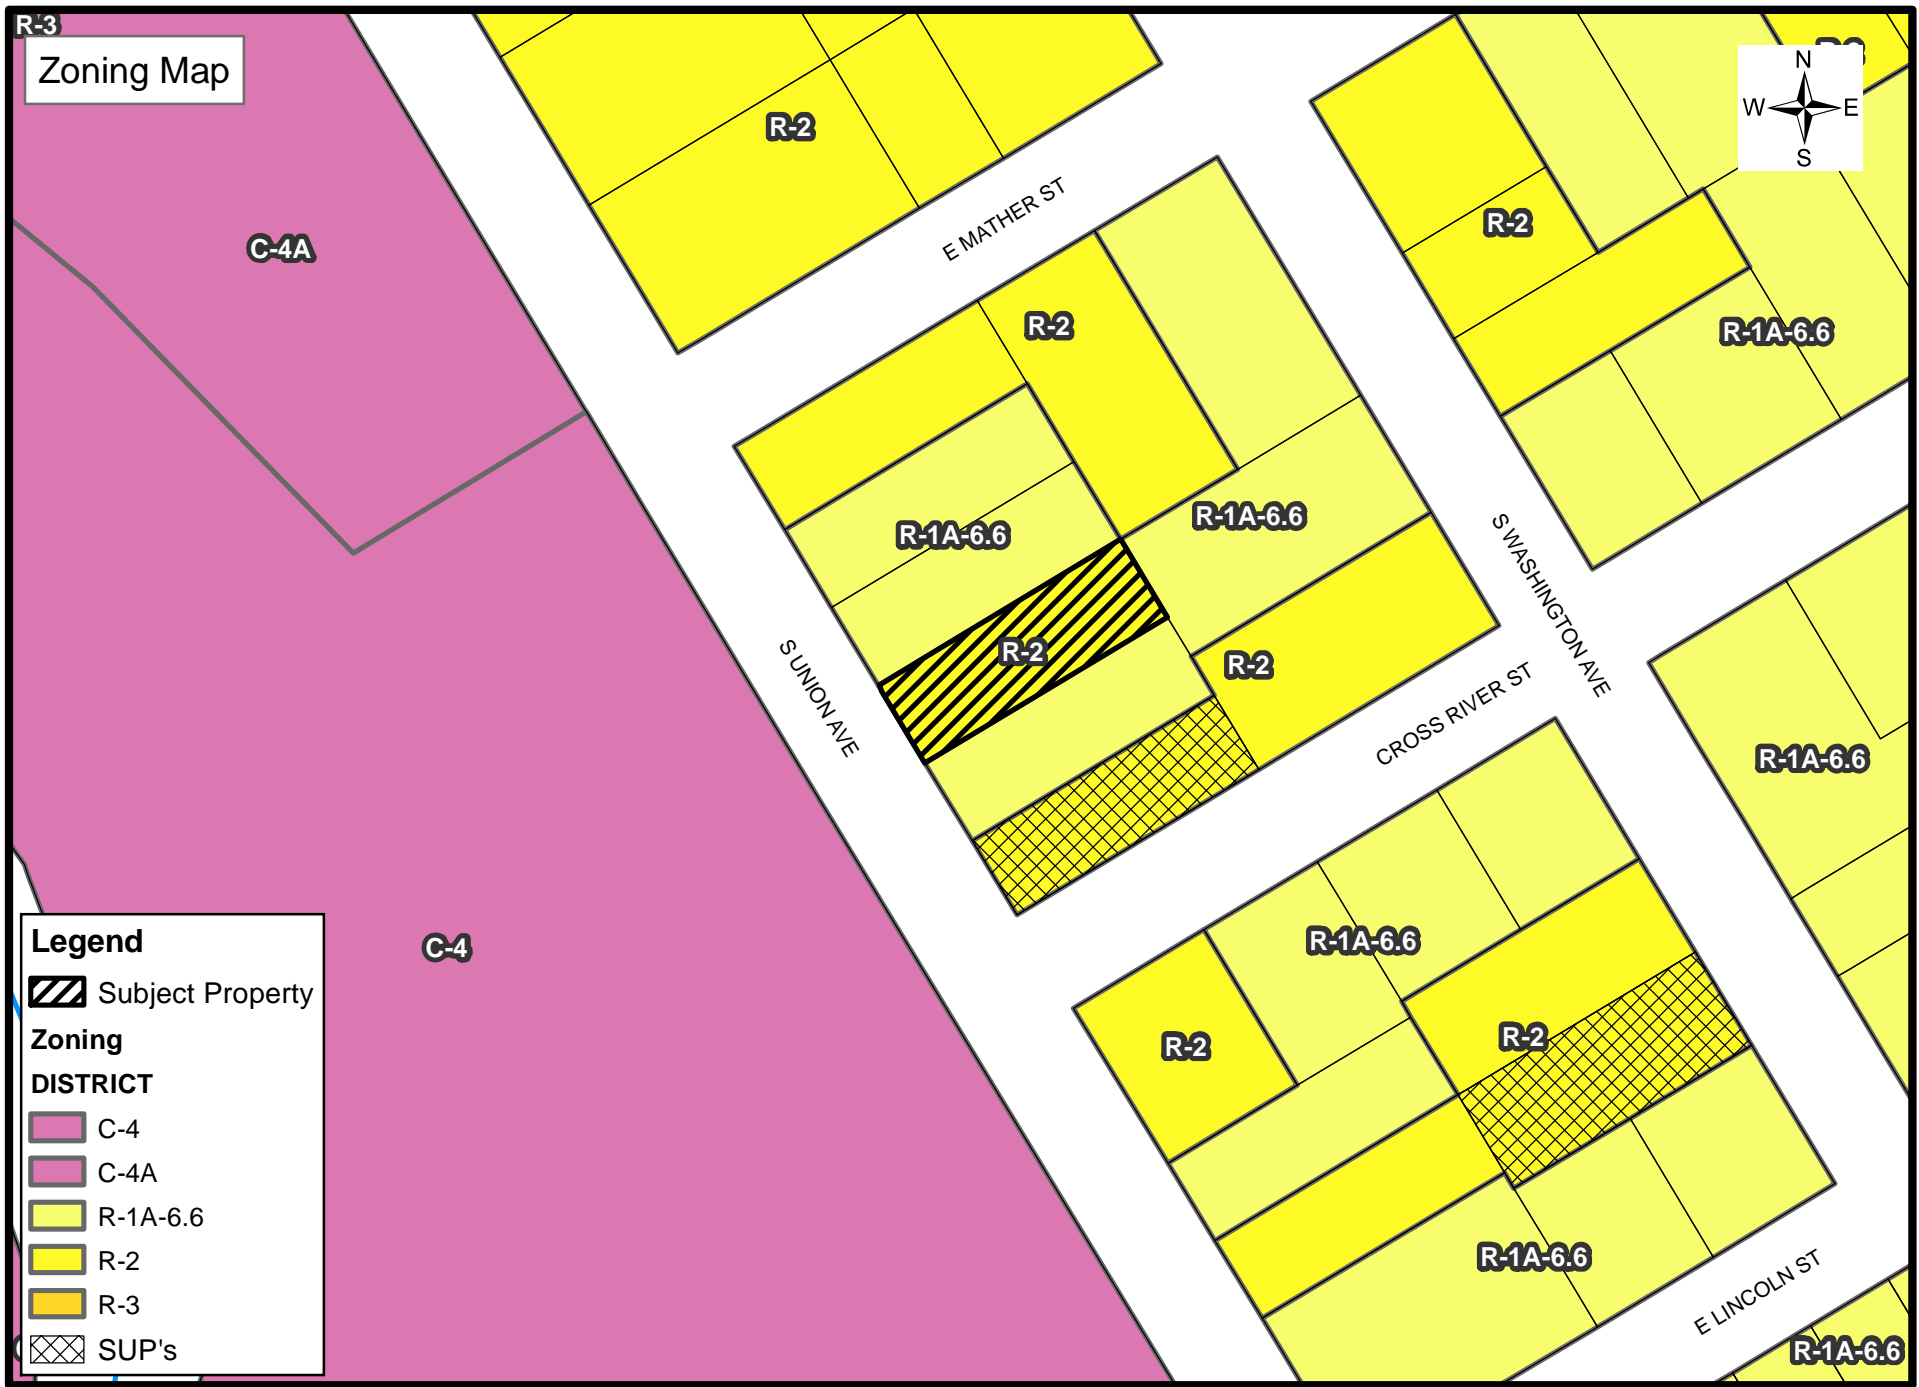 R-3
Zoning Map
N
W E
S
R-2
E MATHER ST
R-2
C-4A
R-2
R-1A-6.6
R-1A-6.6
R-1A-6.6
S WASHINGTON AVE
R-2
R-2
S UNION AVE
CROSS RIVER ST
R-1A-6.6
C-4
R-1A-6.6
R-2
R-2
R-1A-6.6
E LINCOLN ST
R-1A-6.6
Legend
Subject Property
Zoning
DISTRICT
C-4
C-4A
R-1A-6.6
R-2
R-3
SUP's